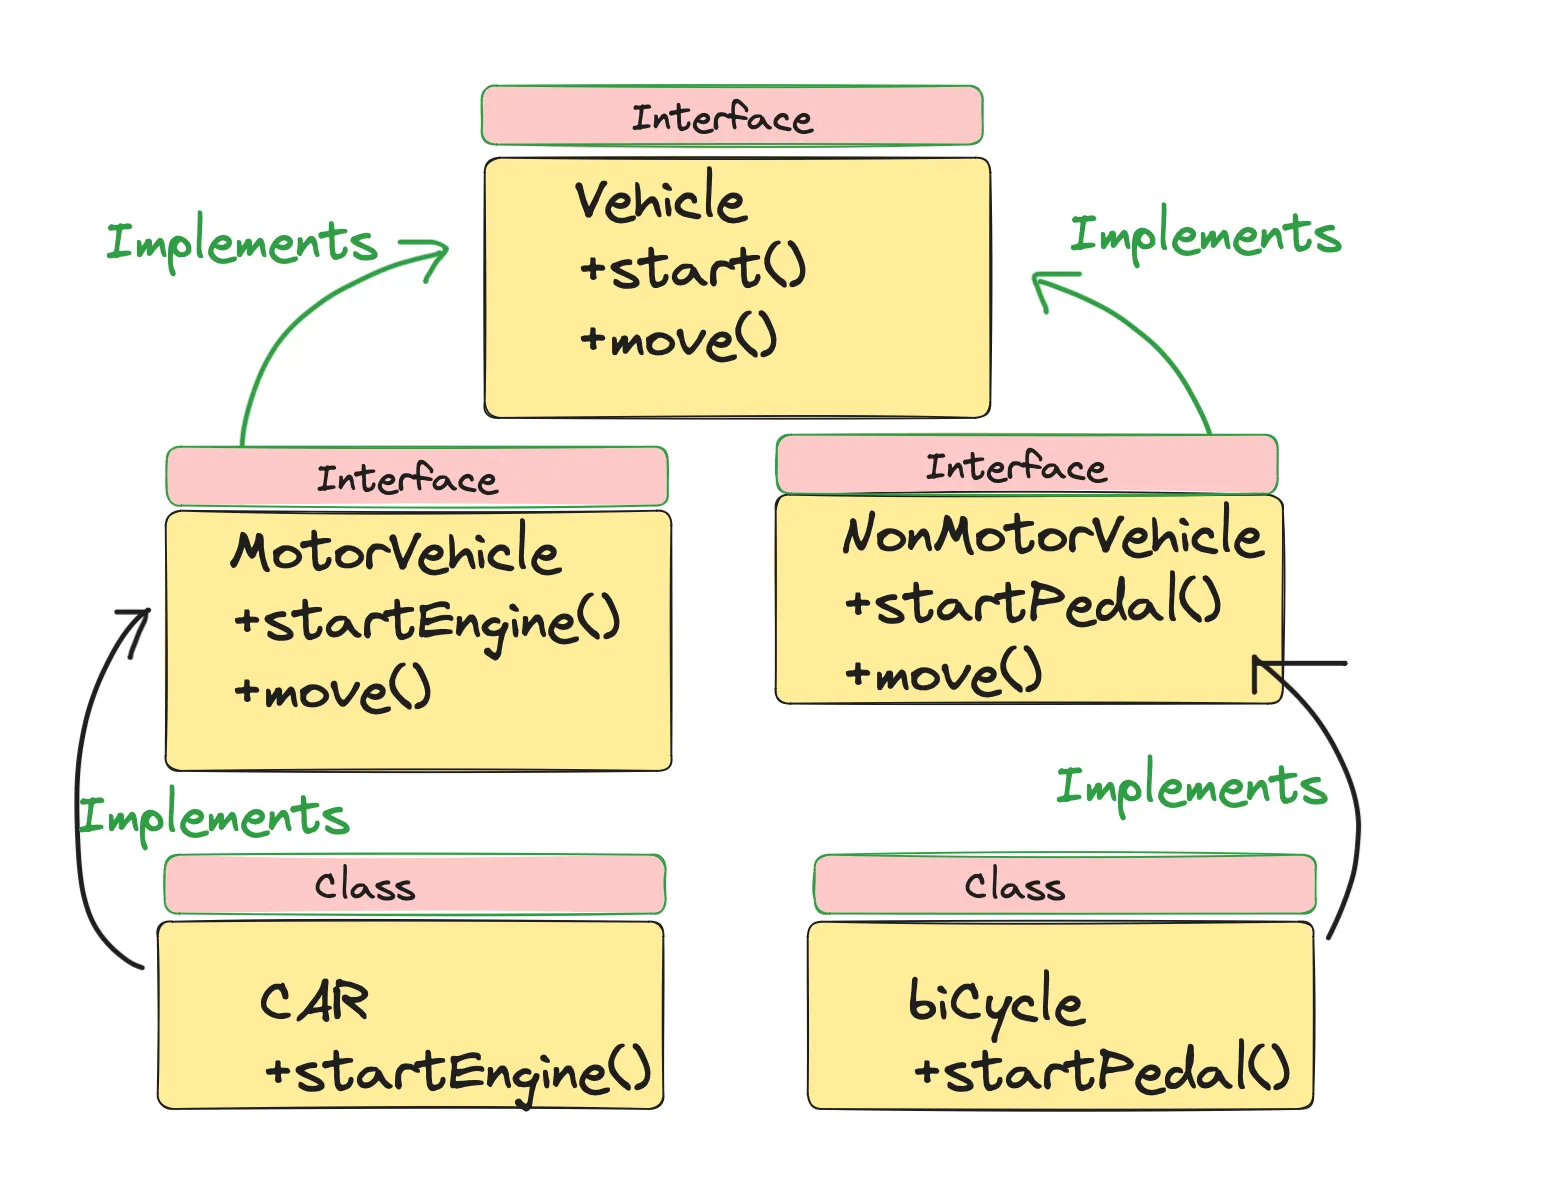 Interface
Vehicle
+start()
+move()
Implements
Implements
Interface
MotorVehicle
+startEngine()
+move()
Interface
NonMotorVehicle
+startPedal()
+move()
Implements
Implements
Class
CAR
+startEngine()
Class
biCycle
+startPedal()